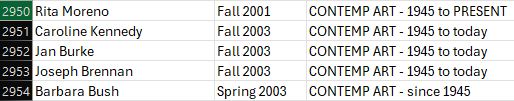 2950 Rita Moreno Fall 2001 CONTEMP ART - 1945 to PRESENT
2951 Caroline Kennedy Fall 2003 CONTEMP ART - 1945 to today
2952 Jan Burke Fall 2003 CONTEMP ART - 1945 to today
2953 Joseph Brennan Fall 2003 CONTEMP ART - 1945 to today
2954 Barbara Bush Spring 2003 CONTEMP ART - since 1945